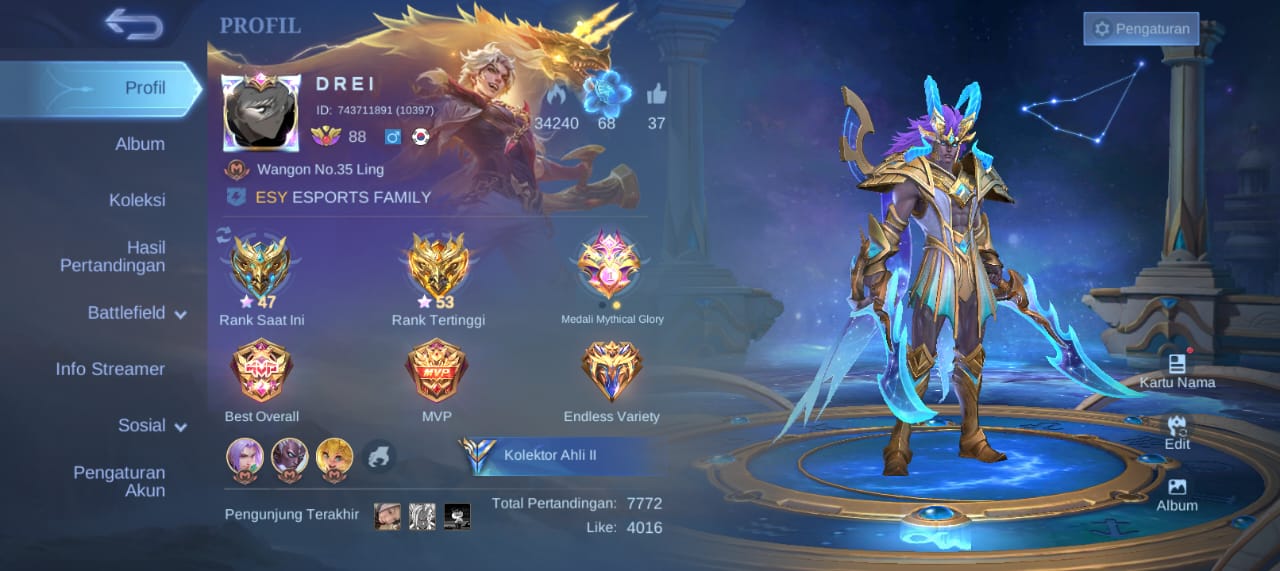 PROFIL
Pengaturan
Profil
Album
Koleksi
Hasil
Pertandingan
Battlefield
Info Streamer
Sosial
Pengaturan
Akun
DREI
ID: 743711891 (10397)
88
34240 68 37
Wangon No.35 Ling
ESY ESPORTS FAMILY
47
Rank Saat Ini
53
Rank Tertinggi
1
Medali Mythical Glory
Best Overall
MVP
MVP
Endless Variety
Kolektor Ahli II
Pengunjung Terakhir
Total Pertandingan: 7772
Like: 4016
Kartu Nama
Edit
Album